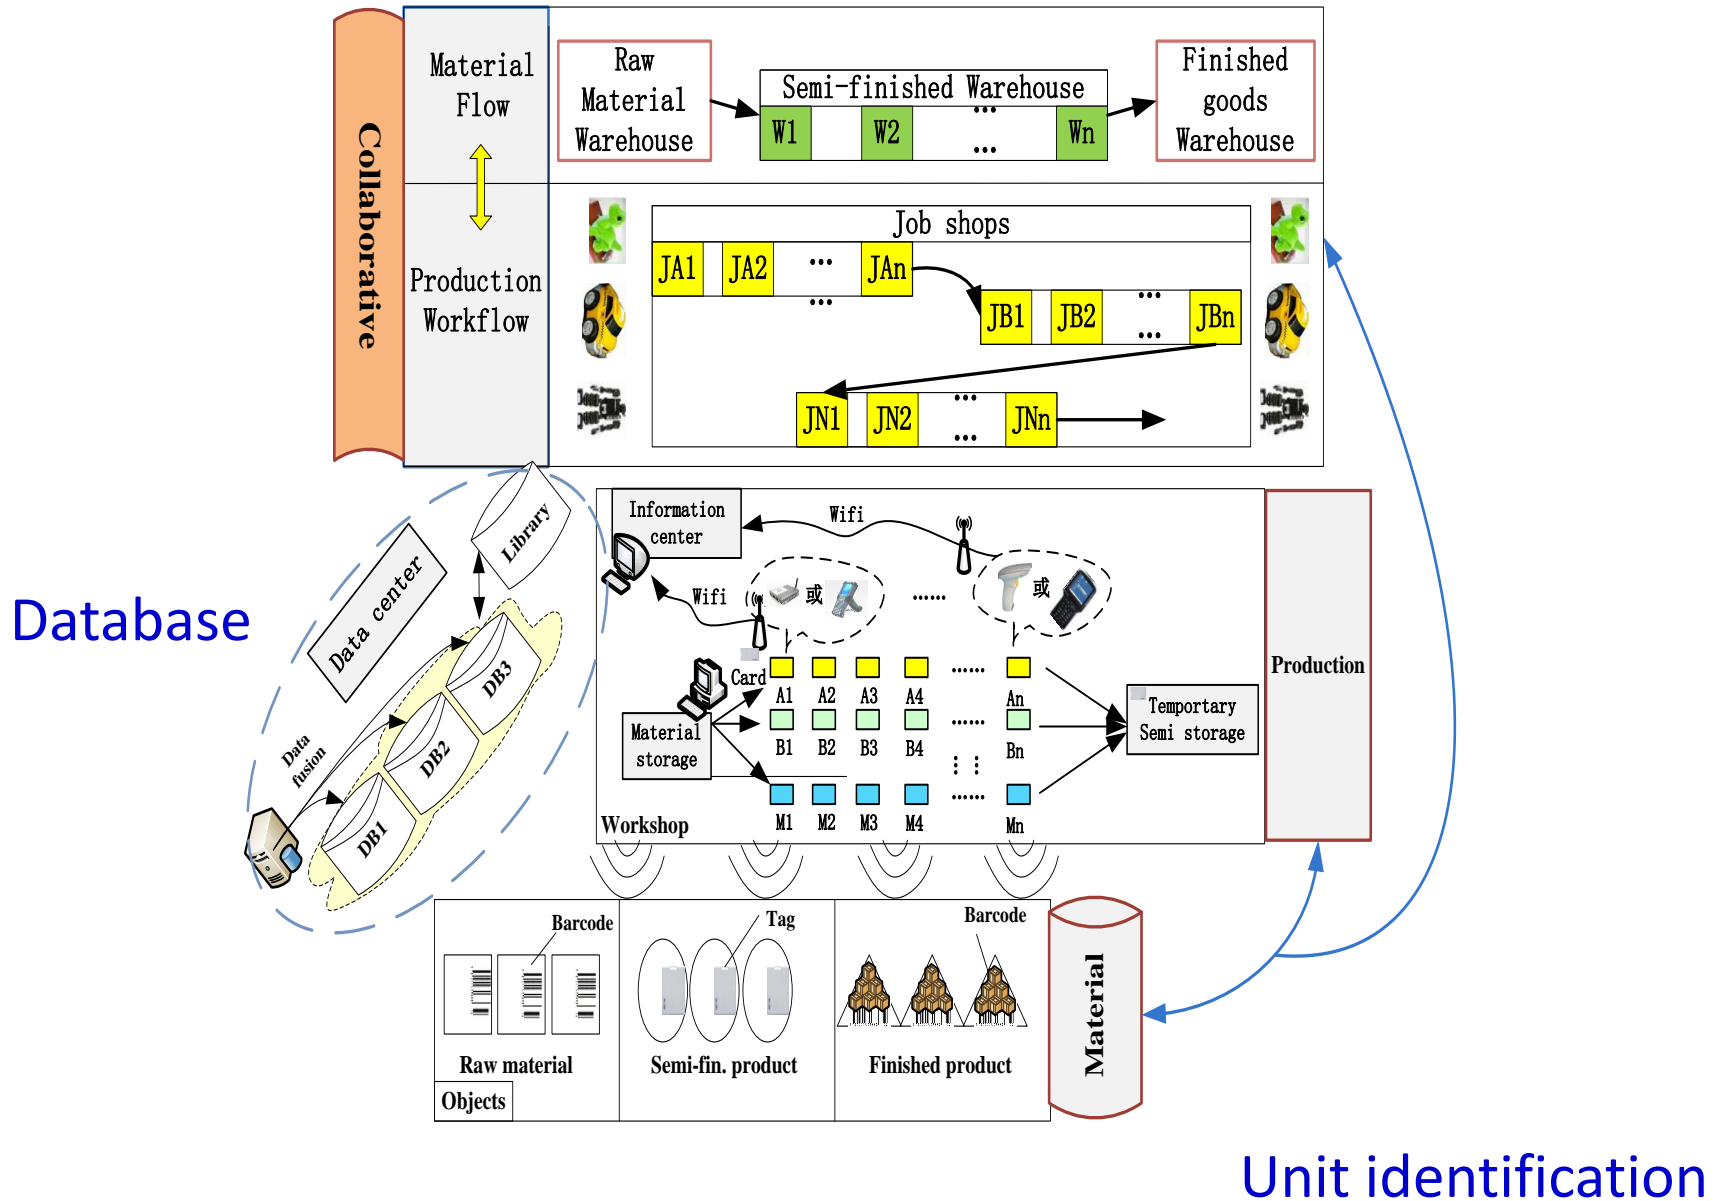 Collaborative
Material
Flow
Production
Workflow
Raw
Material
Warehouse
Semi-finished Warehouse
W1 W2 ... ... Wn
Finished
goods
Warehouse
Job shops
JA1 JA2 ... ... JAn
JB1 JB2 ... ... JBn
JN1 JN2 ... ... JNn
Database
Data center
Library
DB3
DB2
DB1
Data
fusion
Information
center
Wifi
Wifi
或
......
或
Card
A1 A2 A3 A4 ...... An
B1 B2 B3 B4 ...... Bn
M1 M2 M3 M4 ...... Mn
Material
storage
Temportary
Semi storage
Workshop
Production
Barcode
Tag
Barcode
Raw material
Semi-fin. product
Finished product
Objects
Material
Unit identification